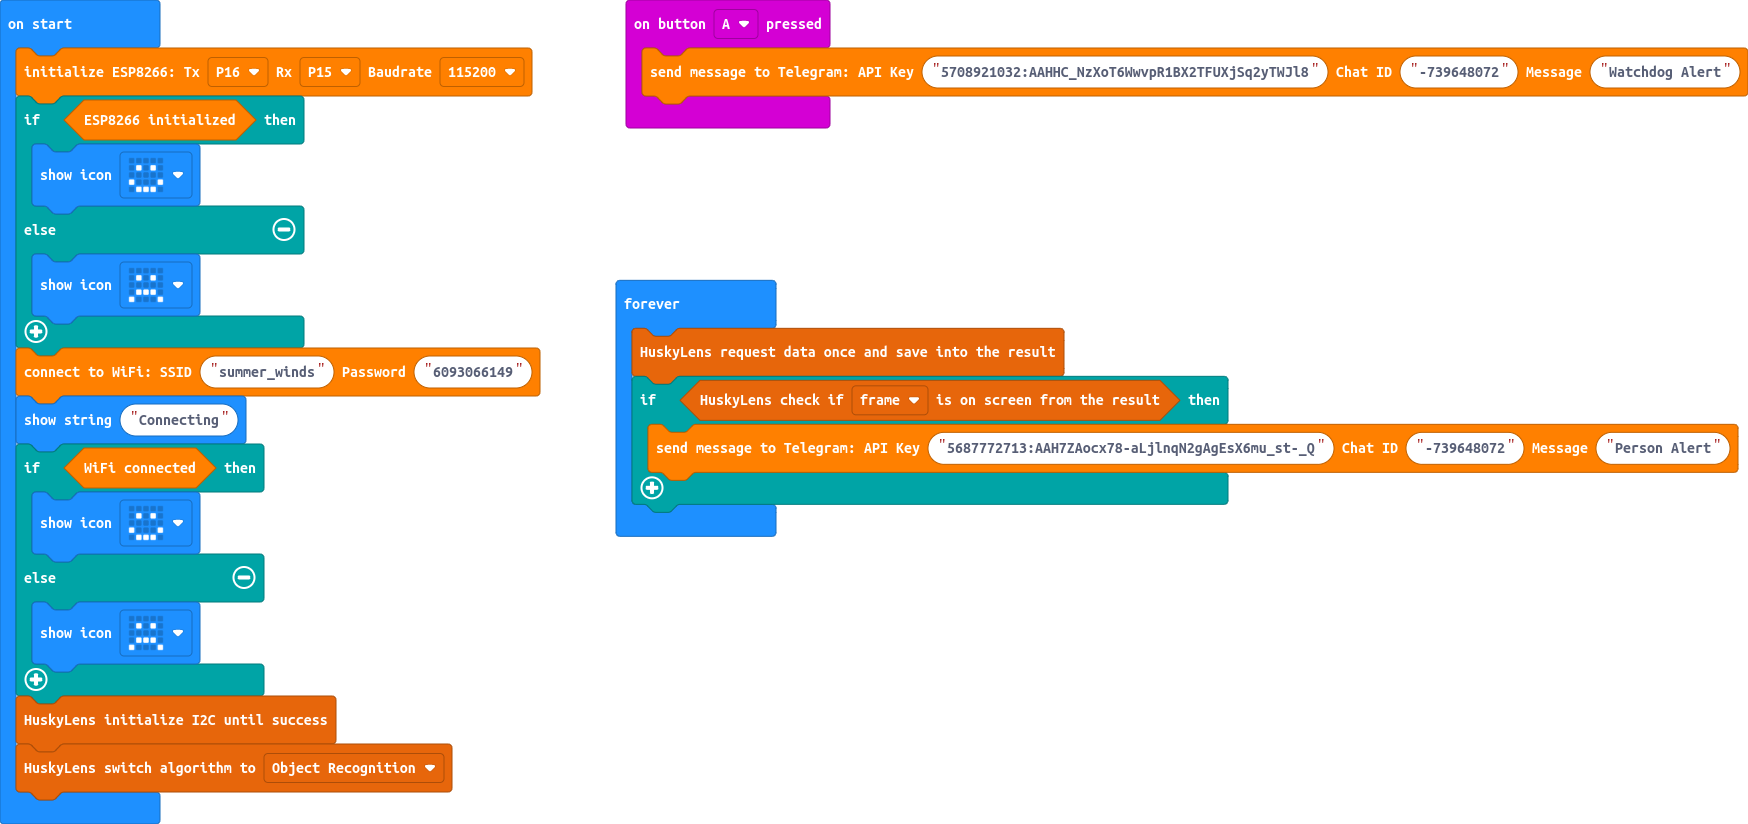 on start
initialize ESP8266: Tx P16 Rx P15 Baudrate 115200
if ESP8266 initialized then
show icon
else
show icon
connect to WiFi: SSID "summer_winds" Password "6093066149"
show string "Connecting"
if WiFi connected then
show icon
else
show icon
HuskyLens initialize I2C until success
HuskyLens switch algorithm to Object Recognition
on button A pressed
send message to Telegram: API Key "5708921032:AAHHC_NzXoT6WwvpR1BX2TFUXjSq2yTWJl8" Chat ID "-739648072" Message "Watchdog Alert"
forever
HuskyLens request data once and save into the result
if HuskyLens check if frame is on screen from the result then
send message to Telegram: API Key "5687772713:AAH7ZAocx78-aLjlnqN2gAgEsX6mu_st-_Q" Chat ID "-739648072" Message "Person Alert"